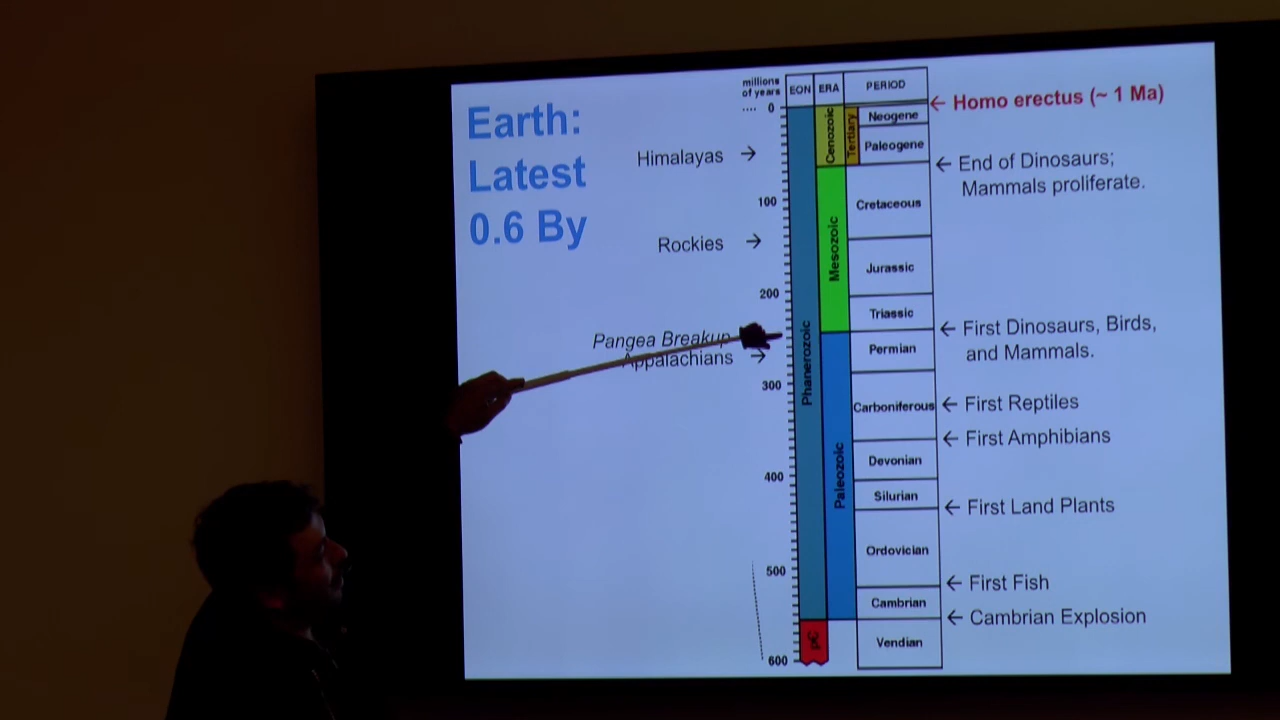 Earth:
Latest
0.6 By
millions
of years
EON
ERA
PERIOD
0
100
200
300
400
500
600
Himalayas →
Rockies →
Pangea Breakup
Appalachians →
Phanerozoic
pC
Cenozoic
Mesozoic
Paleozoic
Tertiary
Neogene
Paleogene
Cretaceous
Jurassic
Triassic
Permian
Carboniferous
Devonian
Silurian
Ordovician
Cambrian
Vendian
← Homo erectus (~ 1 Ma)
← End of Dinosaurs;
Mammals proliferate.
← First Dinosaurs, Birds,
and Mammals.
← First Reptiles
← First Amphibians
← First Land Plants
← First Fish
← Cambrian Explosion